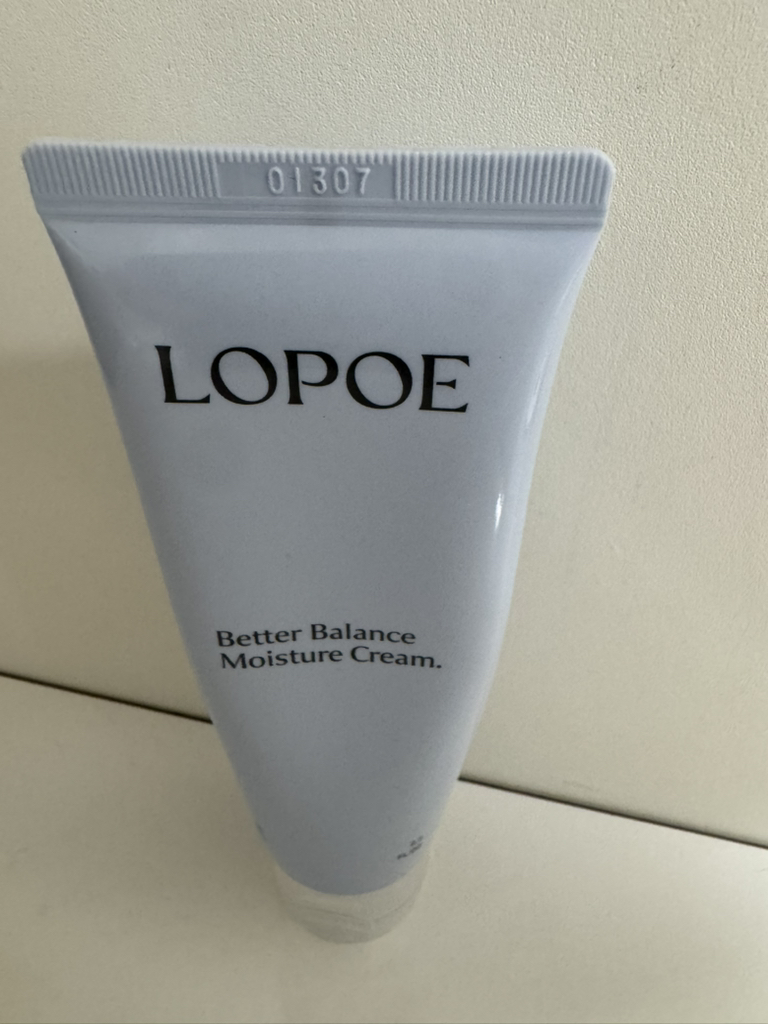 01307
LOPOE
Better Balance
Moisture Cream.